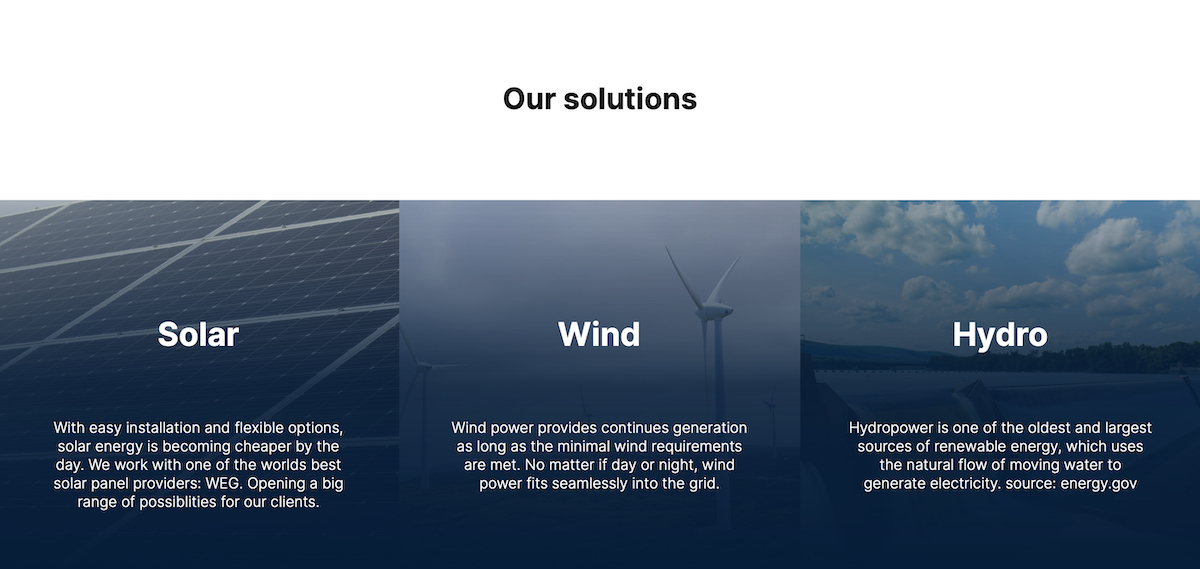 Our solutions
Solar
With easy installation and flexible options,
solar energy is becoming cheaper by the
day. We work with one of the worlds best
solar panel providers: WEG. Opening a big
range of possiblities for our clients.
Wind
Wind power provides continues generation
as long as the minimal wind requirements
are met. No matter if day or night, wind
power fits seamlessly into the grid.
Hydro
Hydropower is one of the oldest and largest
sources of renewable energy, which uses
the natural flow of moving water to
generate electricity. source: energy.gov